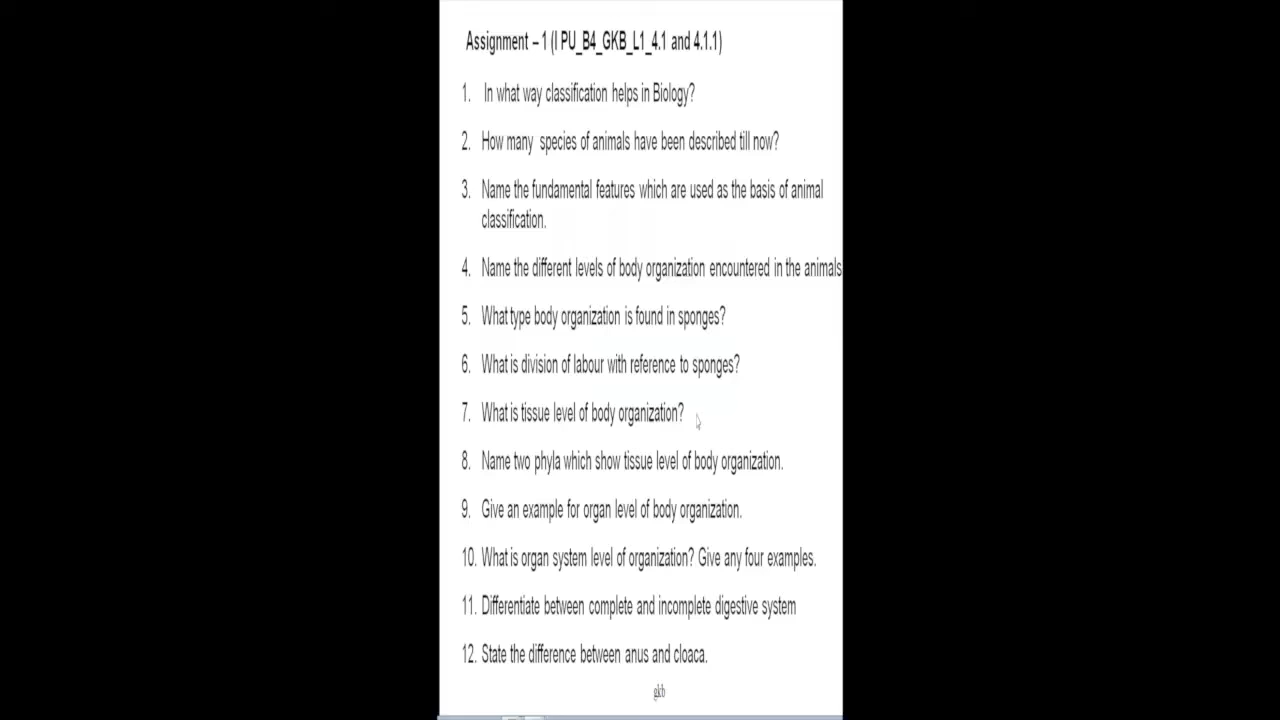 Assignment – 1 (I PU_B4_GKB_L1_4.1 and 4.1.1)
1. In what way classification helps in Biology?
2. How many species of animals have been described till now?
3. Name the fundamental features which are used as the basis of animal
classification.
4. Name the different levels of body organization encountered in the animals
5. What type body organization is found in sponges?
6. What is division of labour with reference to sponges?
7. What is tissue level of body organization?
8. Name two phyla which show tissue level of body organization.
9. Give an example for organ level of body organization.
10. What is organ system level of organization? Give any four examples.
11. Differentiate between complete and incomplete digestive system
12. State the difference between anus and cloaca.
gkb